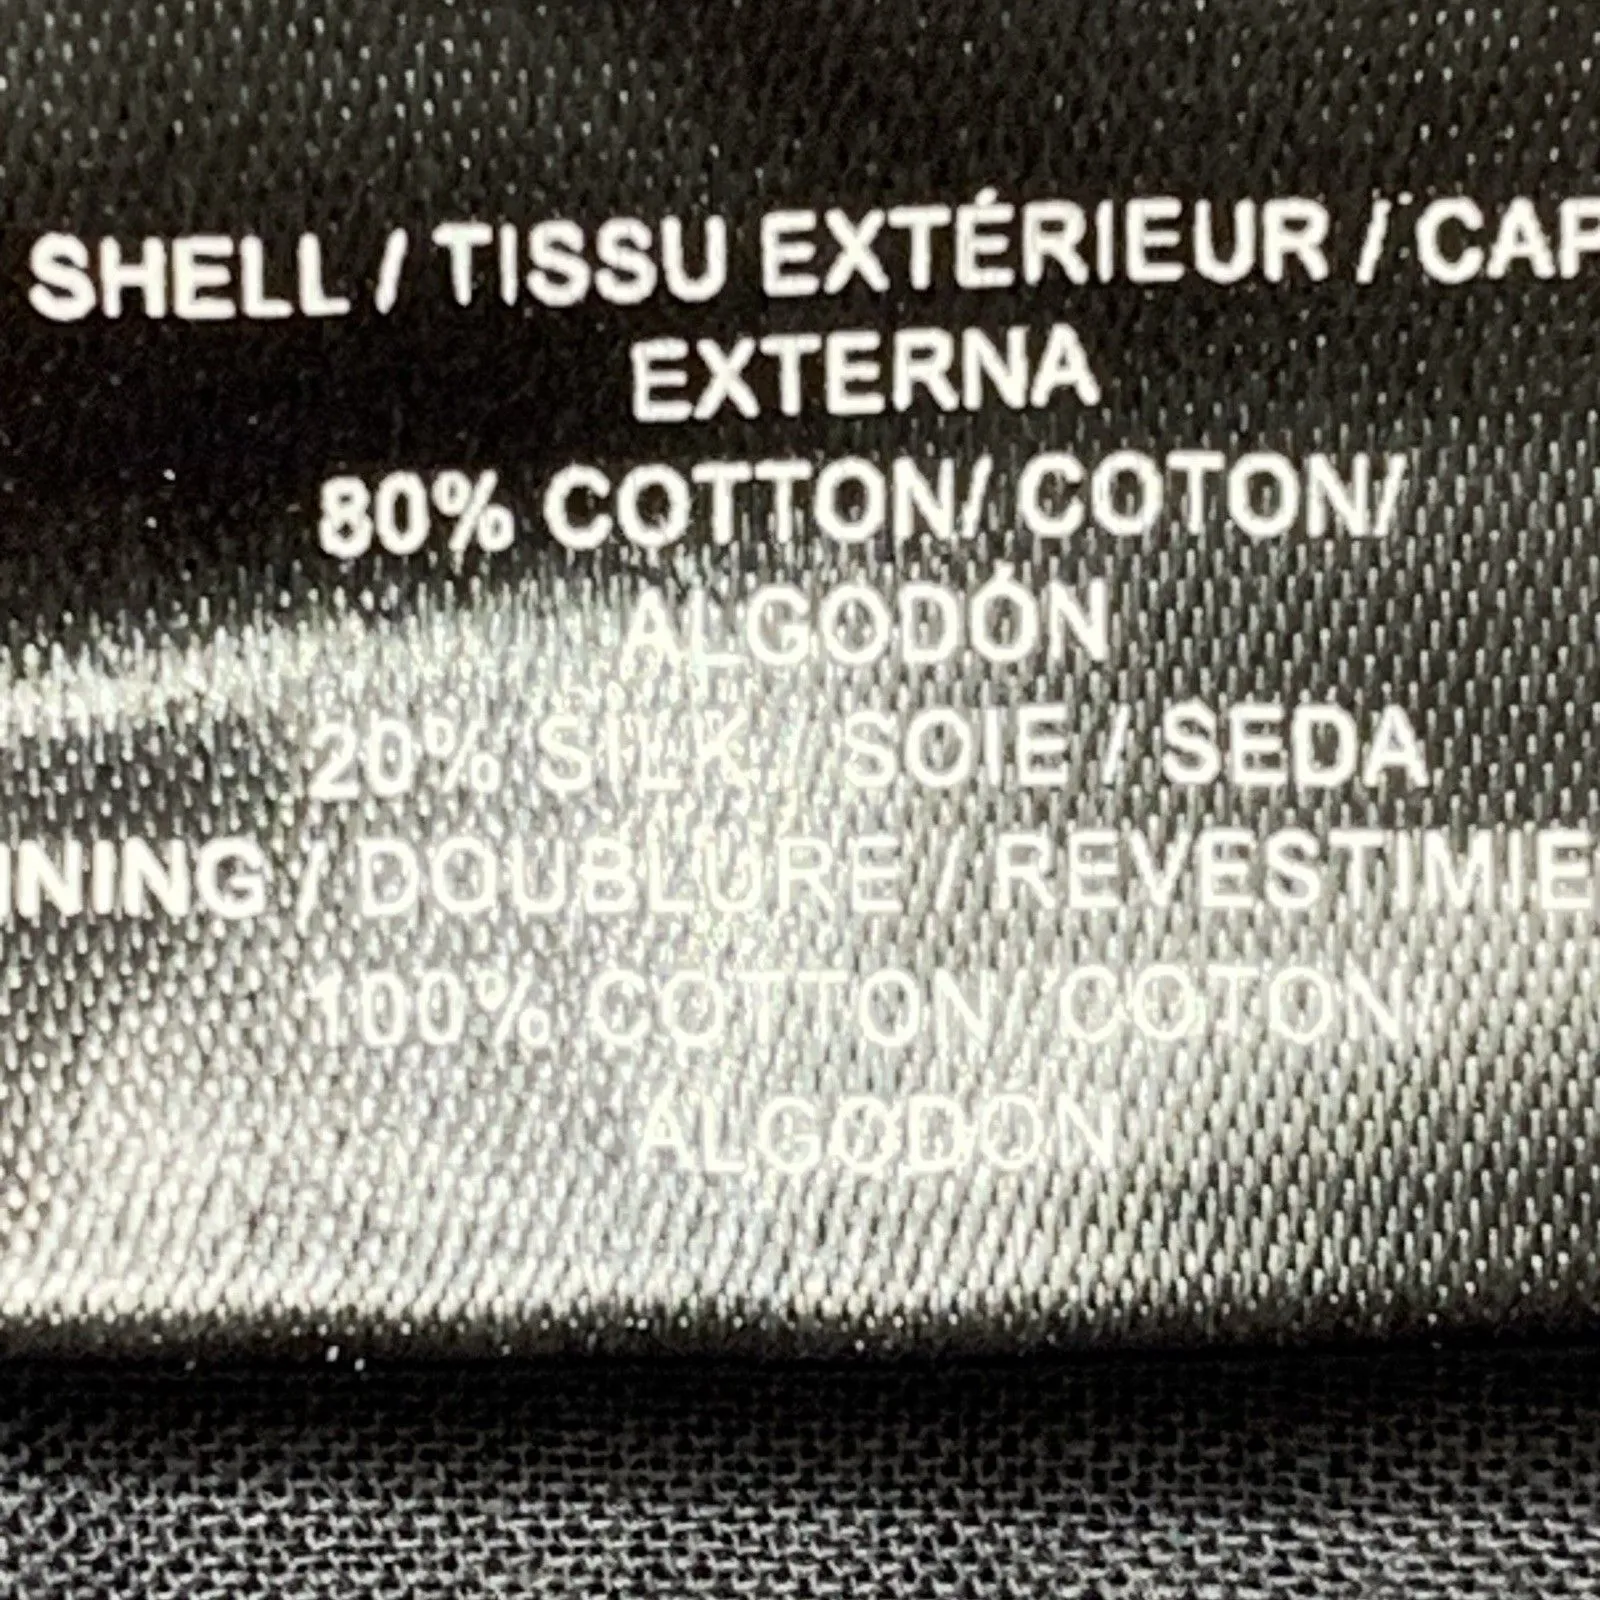 SHELL / TISSU EXTÉRIEUR / CAP
EXTERNA
80% COTTON/ COTON/
ALGODÓN
20% SILK / SOIE / SEDA
NING / DOUBLURE / REVESTIMIE
100% COTTON/ COTON/
ALGODÓN